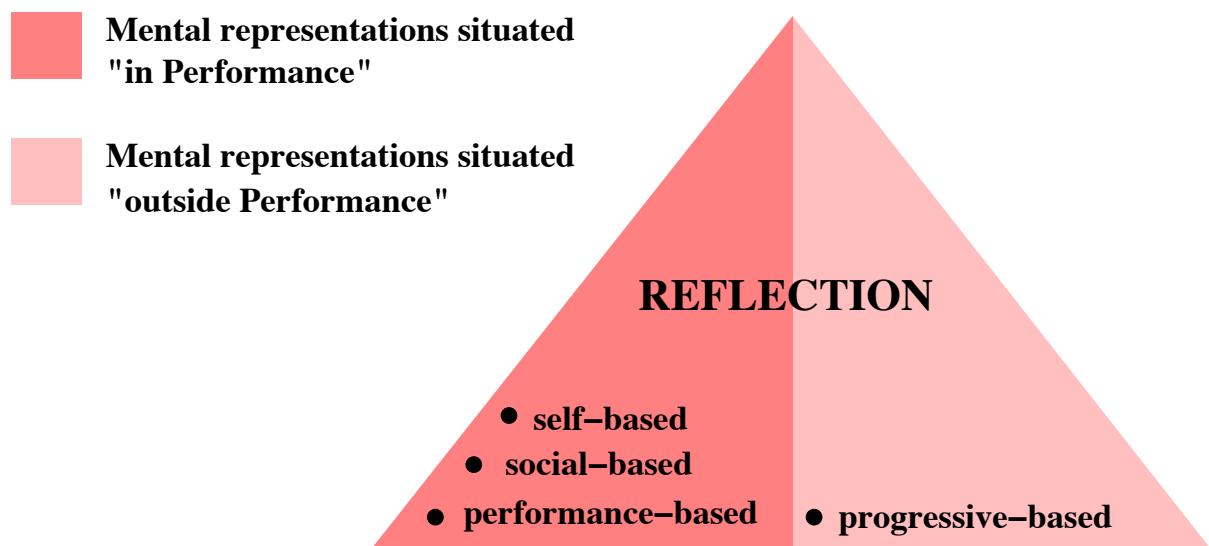 Mental representations situated
"in Performance"
Mental representations situated
"outside Performance"
REFLECTION
● self−based
● social−based
● performance−based
● progressive−based